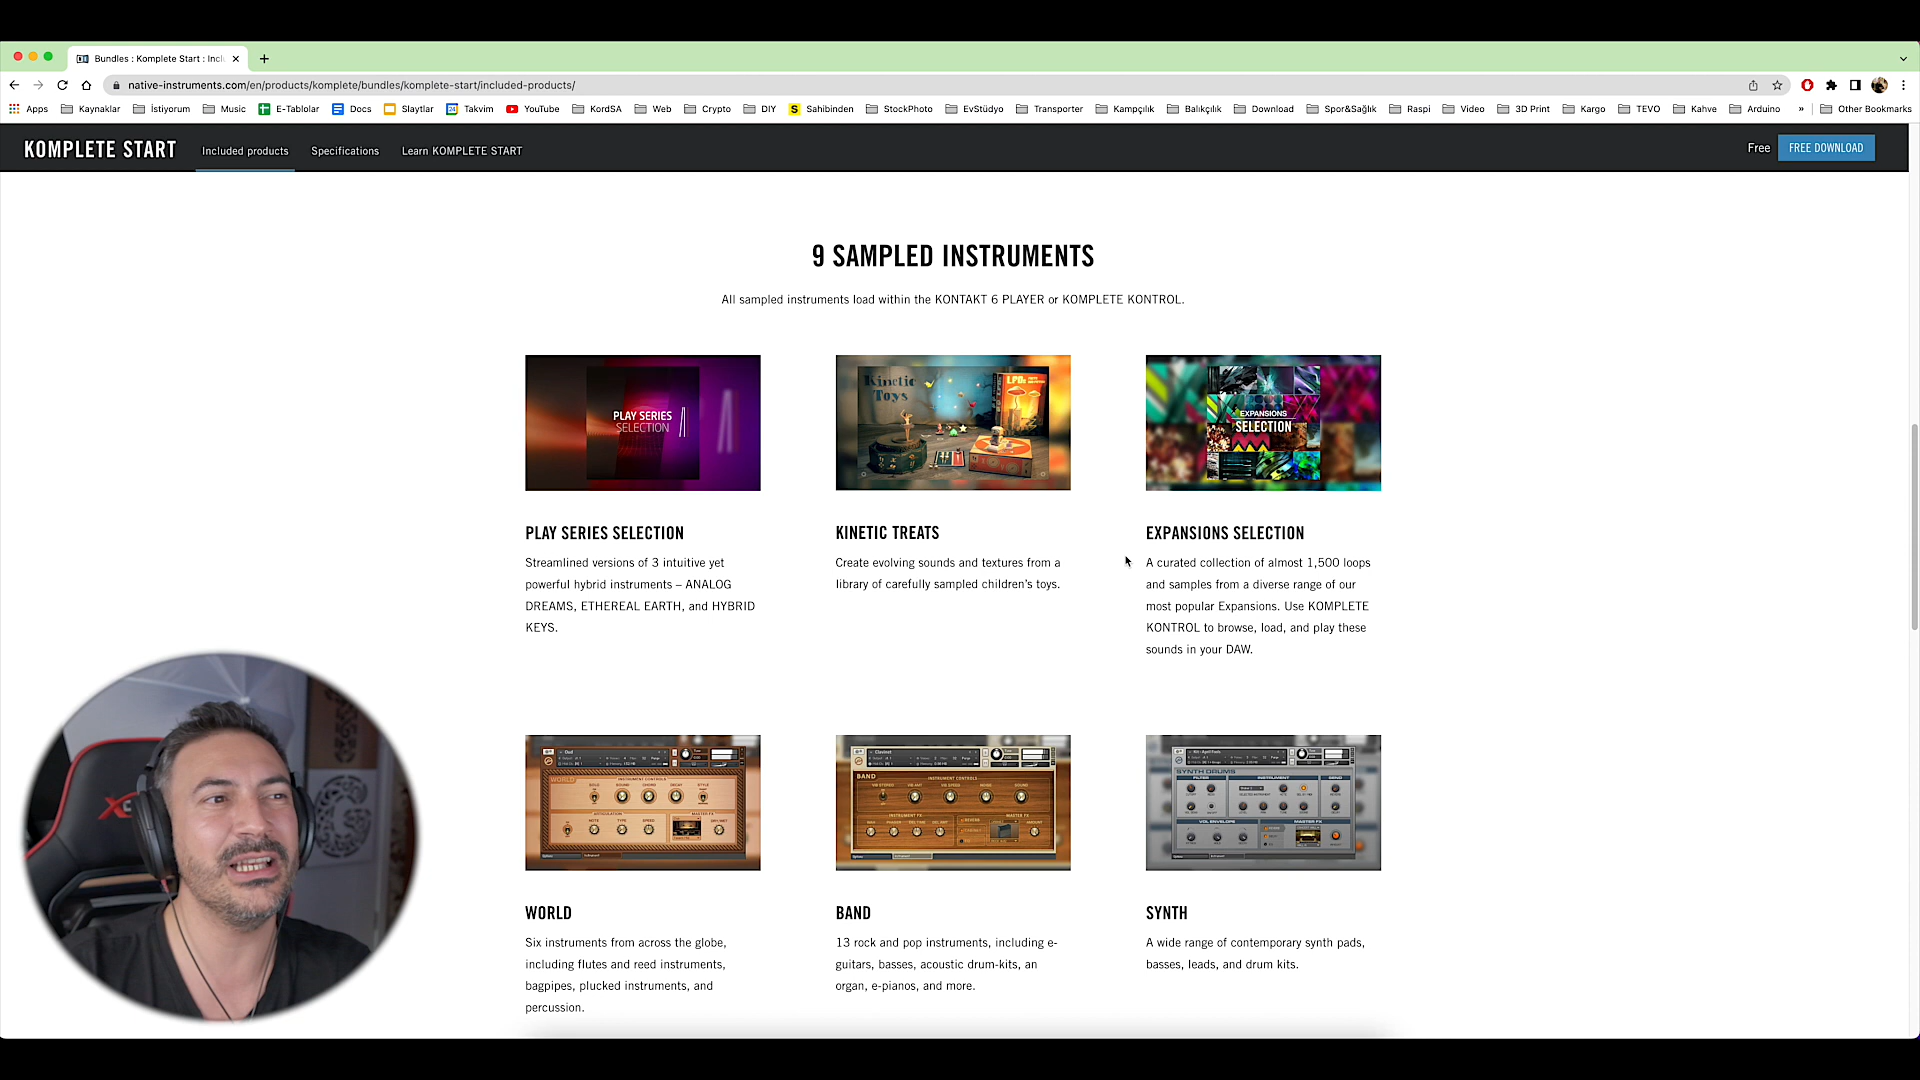 Bundles : Komplete Start : Incl
native-instruments.com/en/products/komplete/bundles/komplete-start/included-products/
Apps Kaynaklar İstiyorum Music E-Tablolar Docs Slaytlar Takvim YouTube KordSA Web Crypto DIY Sahibinden StockPhoto EvStüdyo Transporter Kampçılık Balıkçılık Download Spor&Sağlık Raspi Video 3D Print Kargo TEVO Kahve Arduino » Other Bookmarks
KOMPLETE START Included products Specifications Learn KOMPLETE START Free FREE DOWNLOAD
9 SAMPLED INSTRUMENTS
All sampled instruments load within the KONTAKT 6 PLAYER or KOMPLETE KONTROL.
PLAY SERIES
SELECTION
Kinetic
Toys
EXPANSIONS
SELECTION
PLAY SERIES SELECTION
Streamlined versions of 3 intuitive yet
powerful hybrid instruments – ANALOG
DREAMS, ETHEREAL EARTH, and HYBRID
KEYS.
KINETIC TREATS
Create evolving sounds and textures from a
library of carefully sampled children's toys.
EXPANSIONS SELECTION
A curated collection of almost 1,500 loops
and samples from a diverse range of our
most popular Expansions. Use KOMPLETE
KONTROL to browse, load, and play these
sounds in your DAW.
WORLD
INSTRUMENT CONTROLS
BAND
INSTRUMENT CONTROLS
SYNTH DRUMS
WORLD
Six instruments from across the globe,
including flutes and reed instruments,
bagpipes, plucked instruments, and
percussion.
BAND
13 rock and pop instruments, including e-
guitars, basses, acoustic drum-kits, an
organ, e-pianos, and more.
SYNTH
A wide range of contemporary synth pads,
basses, leads, and drum kits.